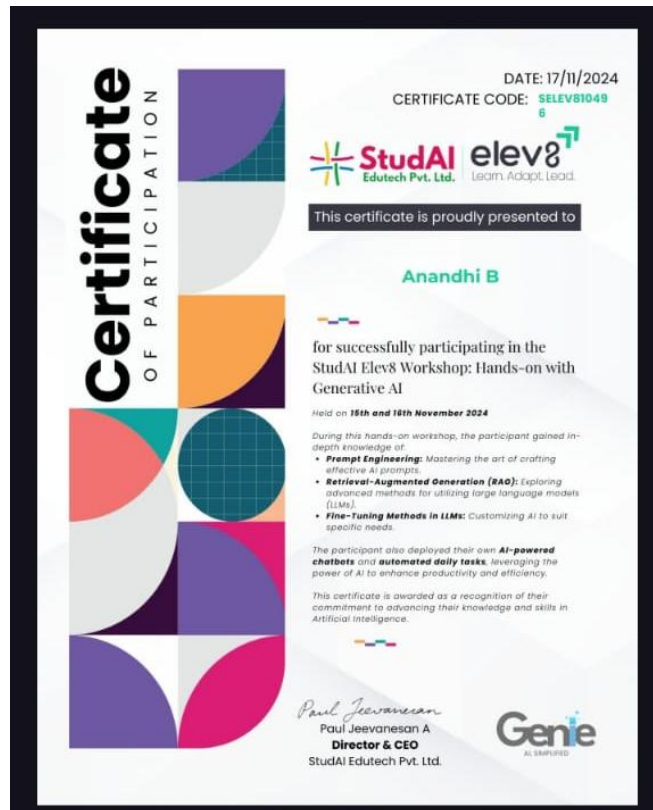 Certificate
OF PARTICIPATION
DATE: 17/11/2024
CERTIFICATE CODE: SELEV81049
6
StudAI
Edutech Pvt. Ltd.
elev8
Learn. Adapt. Lead.
This certificate is proudly presented to
Anandhi B
for successfully participating in the
StudAI Elev8 Workshop: Hands-on with
Generative AI
Held on 15th and 16th November 2024
During this hands-on workshop, the participant gained in-
depth knowledge of:
• Prompt Engineering: Mastering the art of crafting
effective AI prompts.
• Retrieval-Augmented Generation (RAG): Exploring
advanced methods for utilizing large language models
(LLMs).
• Fine-Tuning Methods in LLMs: Customizing AI to suit
specific needs.
The participant also deployed their own AI-powered
chatbots and automated daily tasks, leveraging the
power of AI to enhance productivity and efficiency.
This certificate is awarded as a recognition of their
commitment to advancing their knowledge and skills in
Artificial Intelligence.
Paul Jeevanesan
Paul Jeevanesan A
Director & CEO
StudAI Edutech Pvt. Ltd.
Genie
AI, SIMPLIFIED